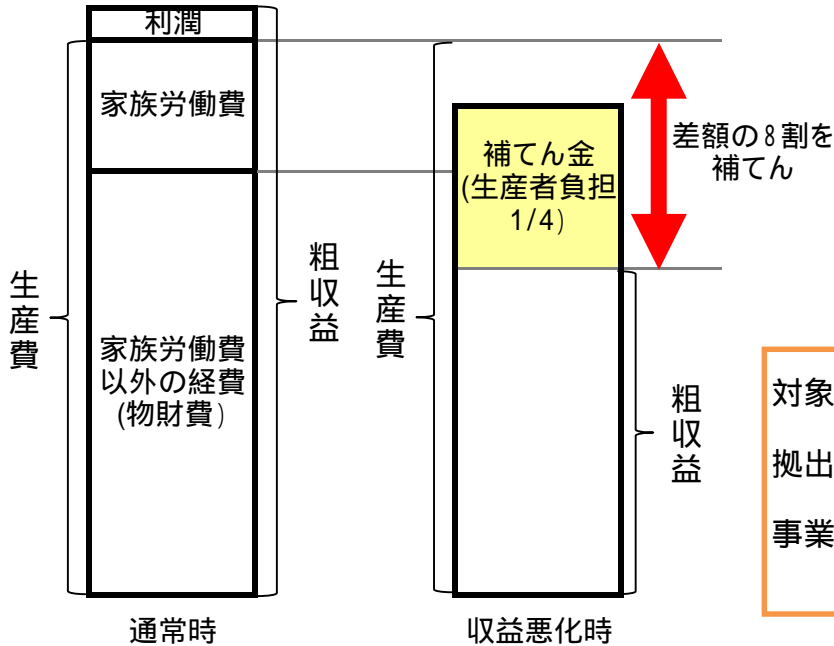 利潤
家族労働費
家族労働費
以外の経費
(物財費)
生産費
粗収益
通常時
補てん金
(生産者負担
1/4)
生産費
粗収益
収益悪化時
差額の8割を
補てん
対象
拠出
事業